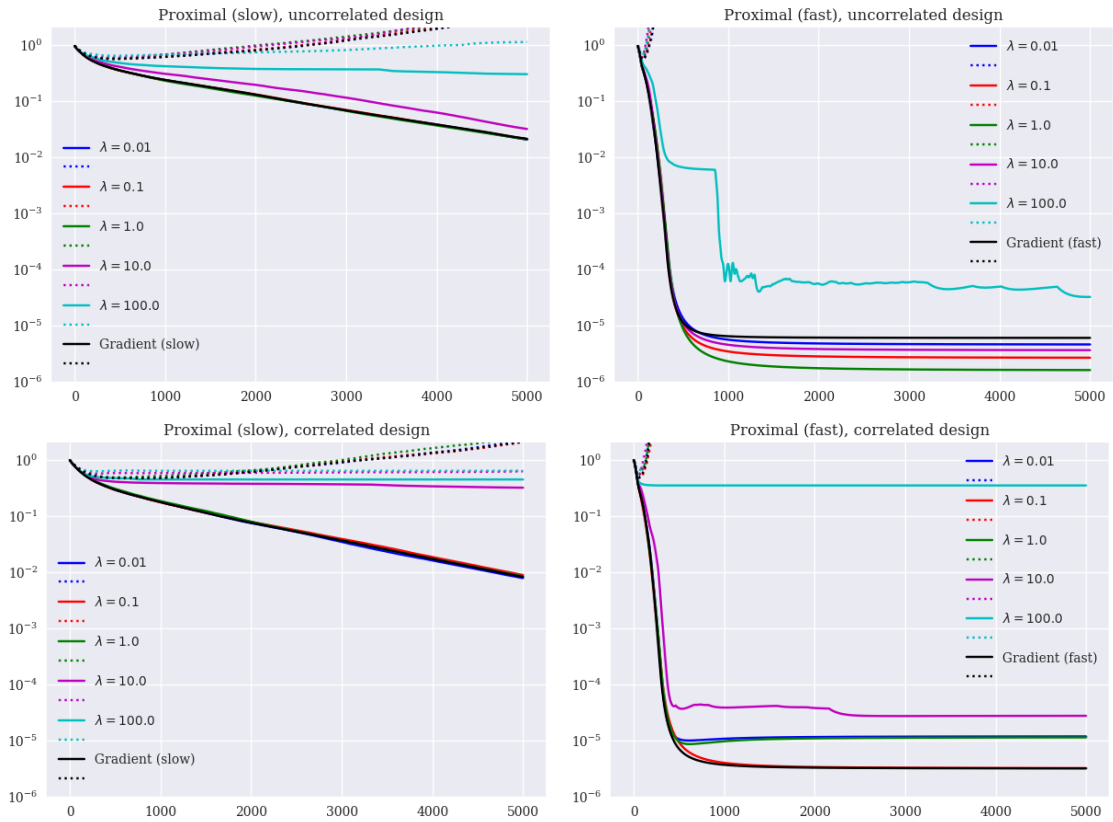 Proximal (slow), uncorrelated design
10⁰
10⁻¹
10⁻²
10⁻³
10⁻⁴
10⁻⁵
10⁻⁶
λ = 0.01
λ = 0.1
λ = 1.0
λ = 10.0
λ = 100.0
Gradient (slow)
0 1000 2000 3000 4000 5000
Proximal (fast), uncorrelated design
10⁰
10⁻¹
10⁻²
10⁻³
10⁻⁴
10⁻⁵
10⁻⁶
λ = 0.01
λ = 0.1
λ = 1.0
λ = 10.0
λ = 100.0
Gradient (fast)
0 1000 2000 3000 4000 5000
Proximal (slow), correlated design
10⁰
10⁻¹
10⁻²
10⁻³
10⁻⁴
10⁻⁵
10⁻⁶
λ = 0.01
λ = 0.1
λ = 1.0
λ = 10.0
λ = 100.0
Gradient (slow)
0 1000 2000 3000 4000 5000
Proximal (fast), correlated design
10⁰
10⁻¹
10⁻²
10⁻³
10⁻⁴
10⁻⁵
10⁻⁶
λ = 0.01
λ = 0.1
λ = 1.0
λ = 10.0
λ = 100.0
Gradient (fast)
0 1000 2000 3000 4000 5000